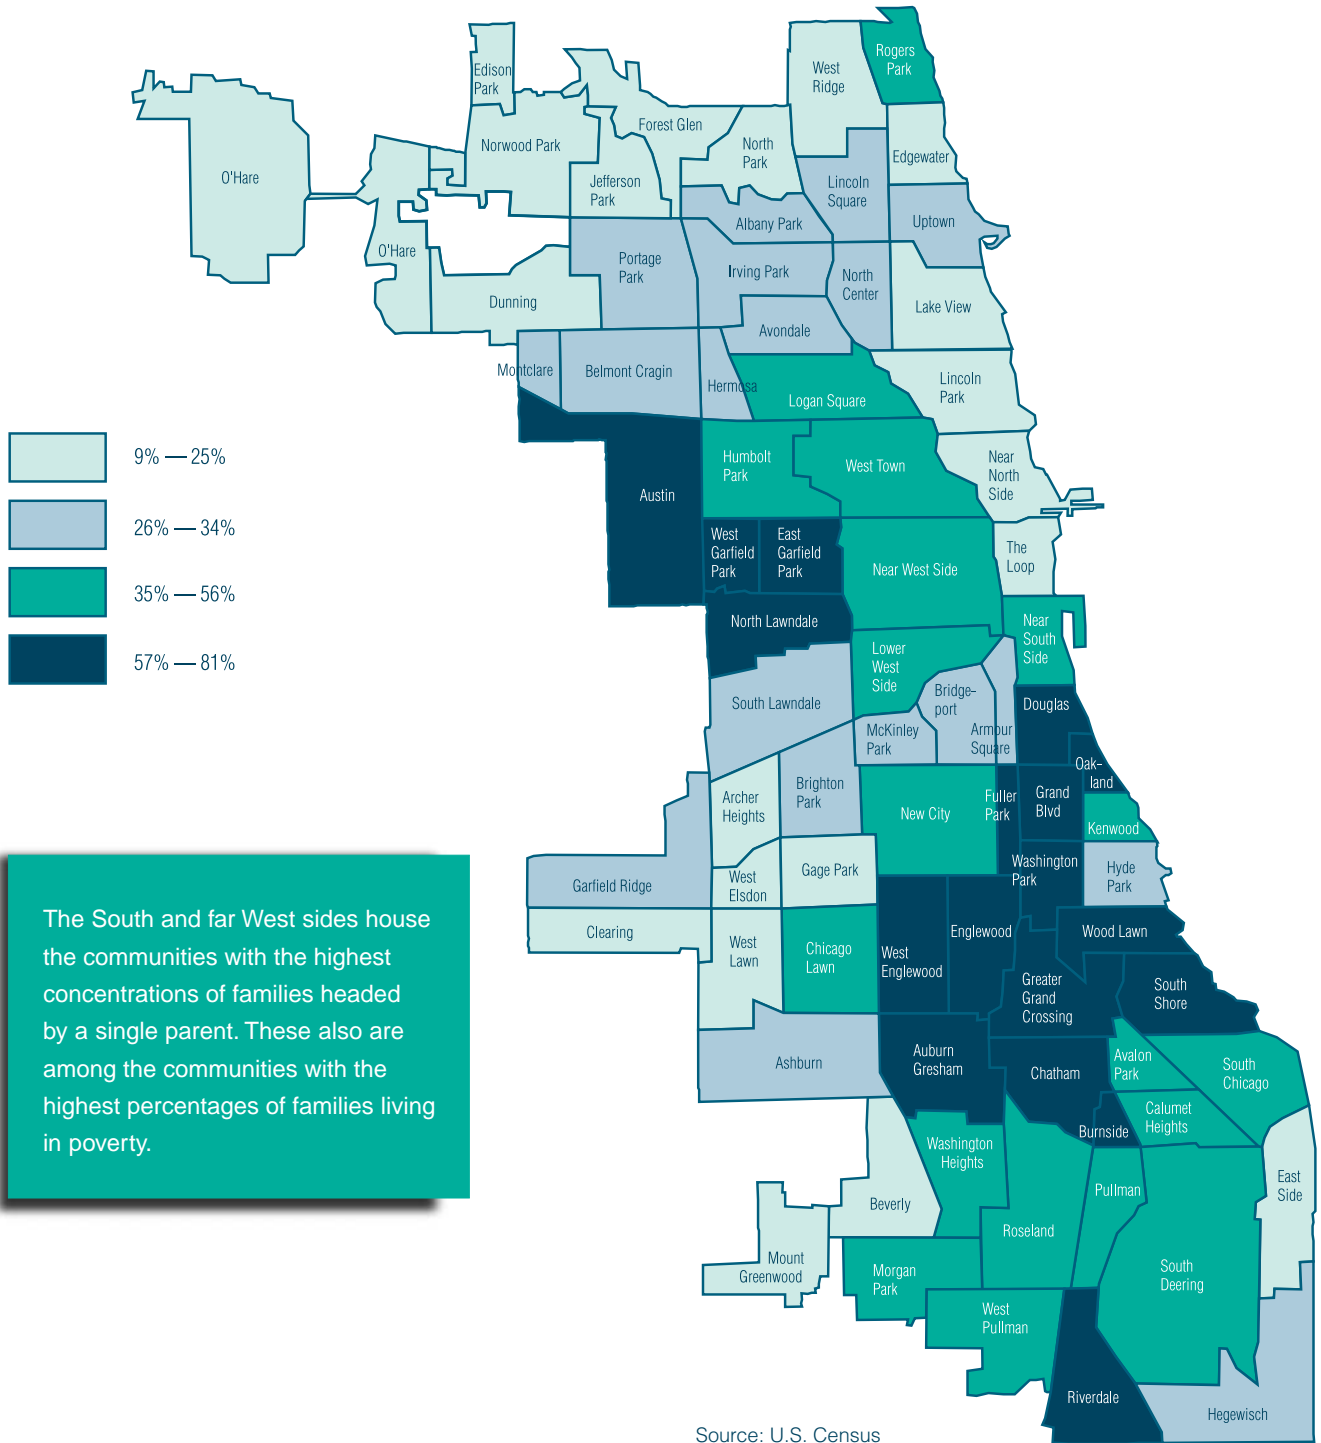 Rogers
Park
West
Ridge
Edison
Park
Forest Glen
Norwood Park
North
Park
Edgewater
O'Hare
Jefferson
Park
Lincoln
Square
Albany Park
Uptown
O'Hare
Portage
Park
Irving Park
North
Center
Dunning
Lake View
Avondale
Montclare
Belmont Cragin
Hermosa
Lincoln
Park
Logan Square
9% — 25%
26% — 34%
35% — 56%
57% — 81%
Humbolt
Park
West Town
Near
North
Side
Austin
West
Garfield
Park
East
Garfield
Park
Near West Side
The
Loop
North Lawndale
Near
South
Side
Lower
West
Side
South Lawndale
Bridge–
port
Douglas
McKinley
Park
Armour
Square
Oak–
land
Archer
Heights
Brighton
Park
Fuller
Park
Grand
Blvd
New City
Kenwood
Garfield Ridge
West
Elsdon
Gage Park
Washington
Park
Hyde
Park
Clearing
West
Lawn
Chicago
Lawn
West
Englewood
Englewood
Wood Lawn
Greater
Grand
Crossing
South
Shore
Ashburn
Auburn
Gresham
Chatham
Avalon
Park
South
Chicago
Calumet
Heights
Burnside
Washington
Heights
Beverly
Pullman
East
Side
Roseland
Mount
Greenwood
Morgan
Park
South
Deering
West
Pullman
Riverdale
Hegewisch
The South and far West sides house
the communities with the highest
concentrations of families headed
by a single parent. These also are
among the communities with the
highest percentages of families living
in poverty.
Source: U.S. Census